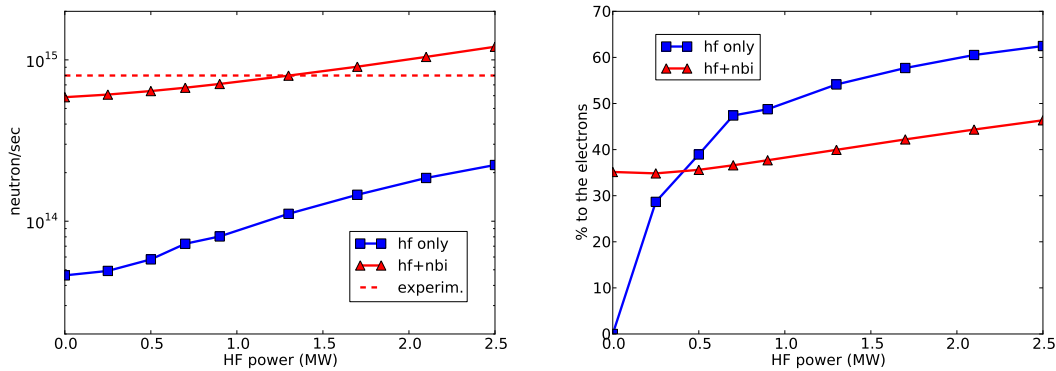 10^15
10^14
neutron/sec
hf only
hf+nbi
experim.
0.0 0.5 1.0 1.5 2.0 2.5
HF power (MW)
70
60
50
40
30
20
10
0
% to the electrons
hf only
hf+nbi
0.0 0.5 1.0 1.5 2.0 2.5
HF power (MW)